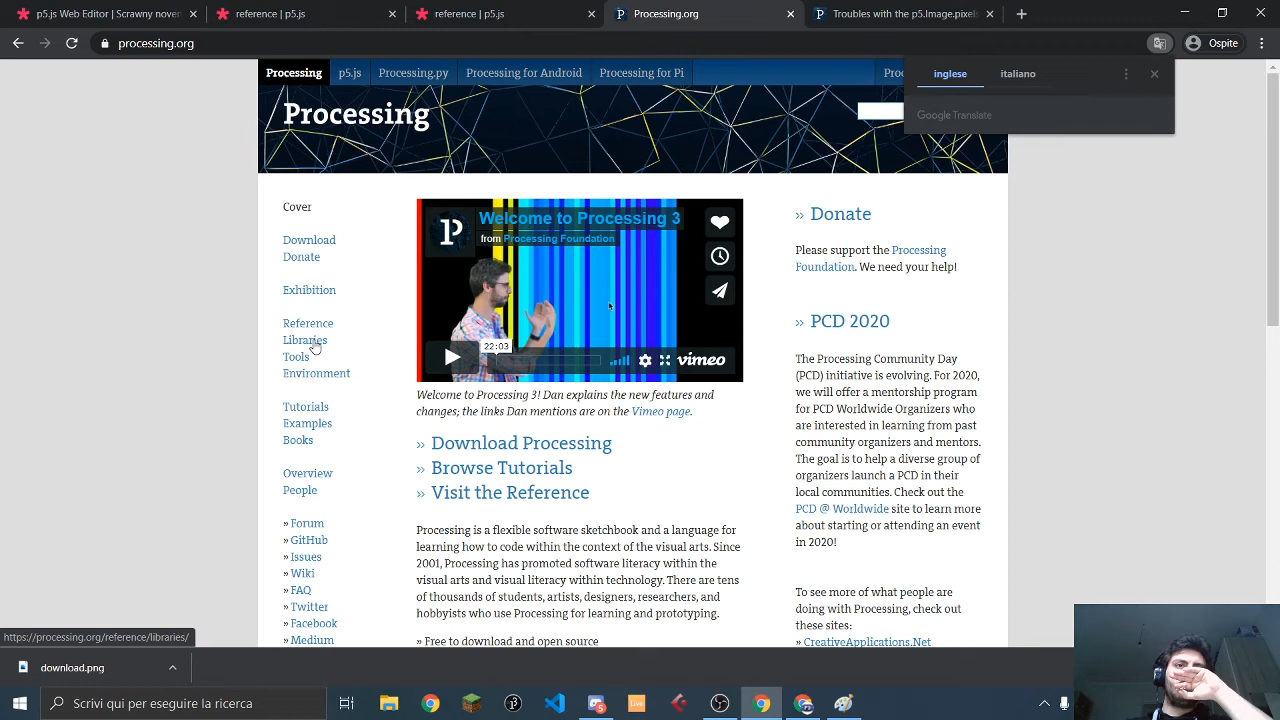 p5.js Web Editor | Scrawny nover
reference | p5.js
reference | p5.js
Processing.org
Troubles with the p5.Image.pixels
processing.org
Ospite
Processing
p5.js
Processing.py
Processing for Android
Processing for Pi
inglese
italiano
Google Translate
Processing
Cover
Download
Donate
Exhibition
Reference
Libraries
Tools
Environment
Tutorials
Examples
Books
Overview
People
» Forum
» GitHub
» Issues
» Wiki
» FAQ
» Twitter
» Facebook
» Medium
Welcome to Processing 3
from Processing Foundation
22:03
vimeo
Welcome to Processing 3! Dan explains the new features and
changes; the links Dan mentions are on the Vimeo page.
» Download Processing
» Browse Tutorials
» Visit the Reference
Processing is a flexible software sketchbook and a language for
learning how to code within the context of the visual arts. Since
2001, Processing has promoted software literacy within the
visual arts and visual literacy within technology. There are tens
of thousands of students, artists, designers, researchers, and
hobbyists who use Processing for learning and prototyping.
» Free to download and open source
» Donate
Please support the Processing
Foundation. We need your help!
» PCD 2020
The Processing Community Day
(PCD) initiative is evolving. For 2020,
we will offer a mentorship program
for PCD Worldwide Organizers who
are interested in learning from past
community organizers and mentors.
The goal is to help a diverse group of
organizers launch a PCD in their
local communities. Check out the
PCD @ Worldwide site to learn more
about starting or attending an event
in 2020!
To see more of what people are
doing with Processing, check out
these sites:
» CreativeApplications.Net
https://processing.org/reference/libraries/
download.png
Scrivi qui per eseguire la ricerca
Live